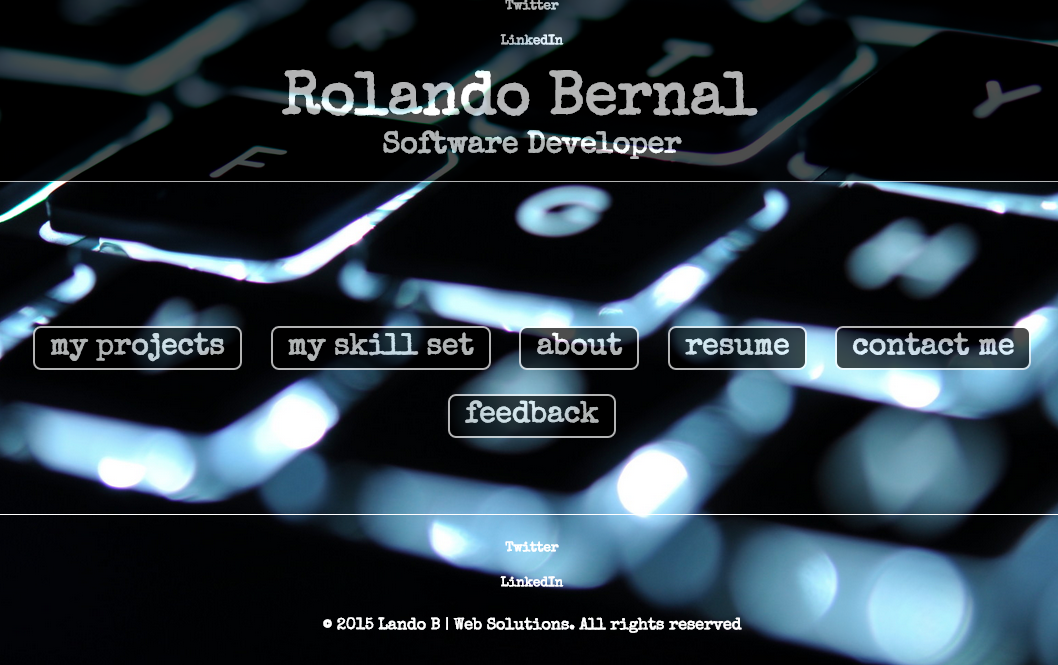 Twitter
LinkedIn
Rolando Bernal
Software Developer
F
T
Y
G
my projects
my skill set
about
resume
contact me
feedback
Twitter
LinkedIn
© 2015 Lando B | Web Solutions. All rights reserved